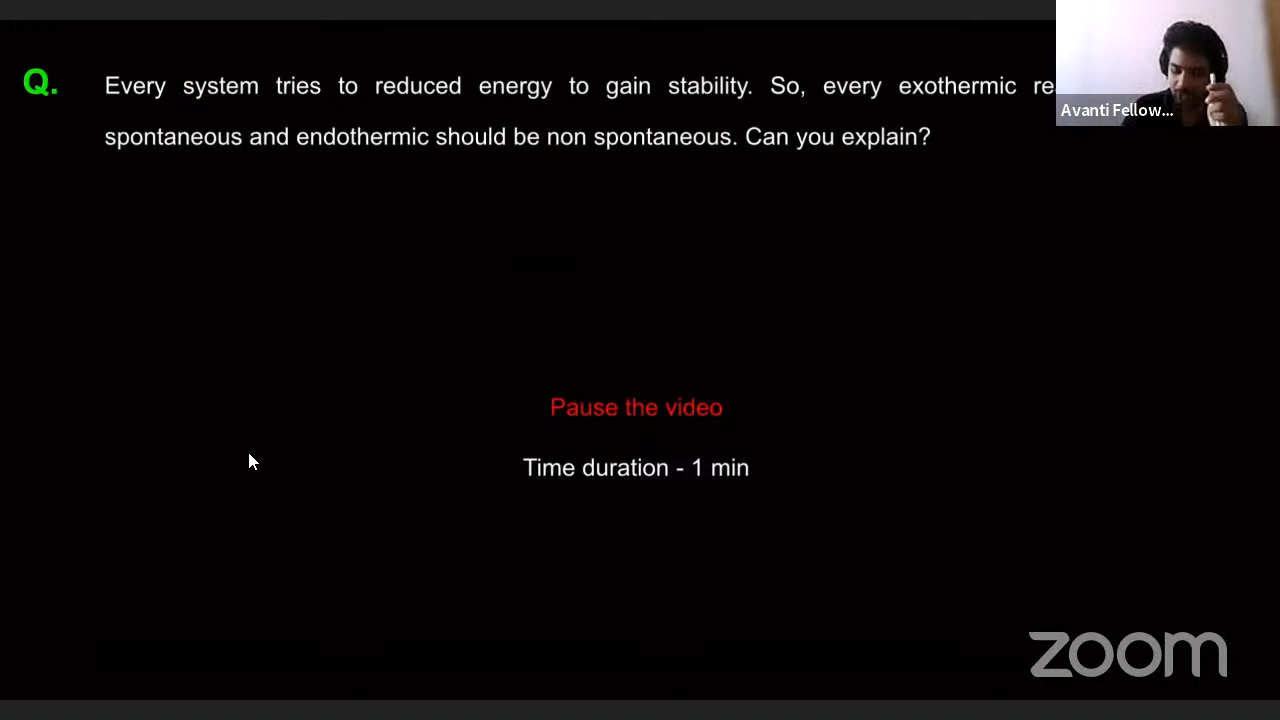 Q. Every system tries to reduced energy to gain stability. So, every exothermic
spontaneous and endothermic should be non spontaneous. Can you explain?
Avanti Fellow...
Pause the video
Time duration - 1 min
zoom